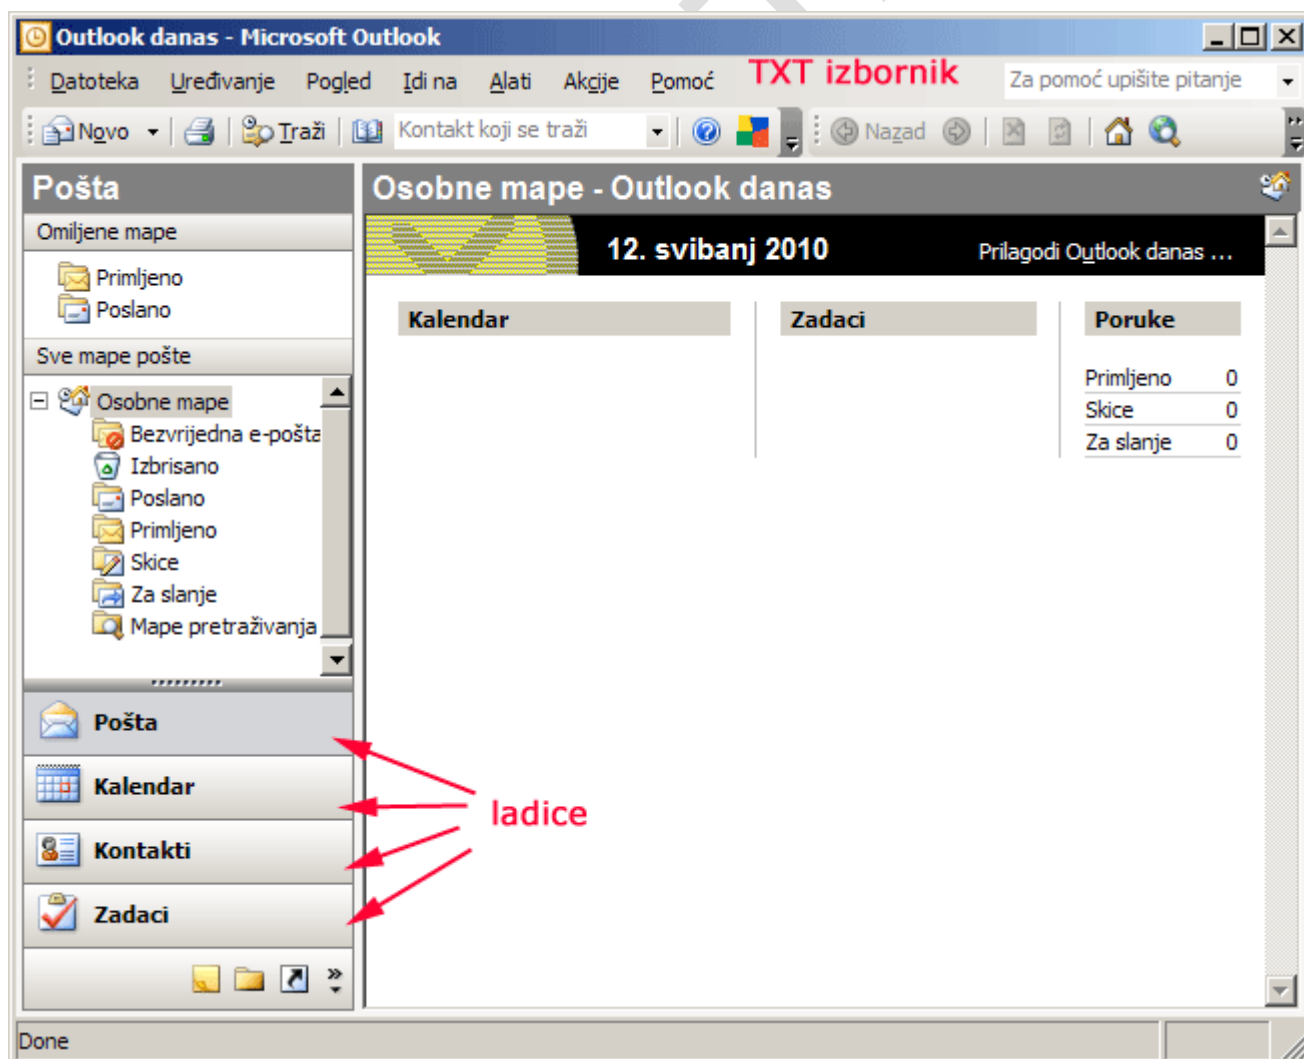 Outlook danas - Microsoft Outlook
Datoteka Uređivanje Pogled Idi na Alati Akcije Pomoć TXT izbornik Za pomoć upišite pitanje
Novo Traži Kontakt koji se traži Nazad
Pošta
Omiljene mape
Primljeno
Poslano
Sve mape pošte
Osobne mape
Bezvrijedna e-pošta
Izbrisano
Poslano
Primljeno
Skice
Za slanje
Mape pretraživanja
Pošta
Kalendar
Kontakti
Zadaci
Osobne mape - Outlook danas
12. svibanj 2010 Prilagodi Outlook danas ...
Kalendar Zadaci Poruke
Primljeno 0
Skice 0
Za slanje 0
ladice
Done